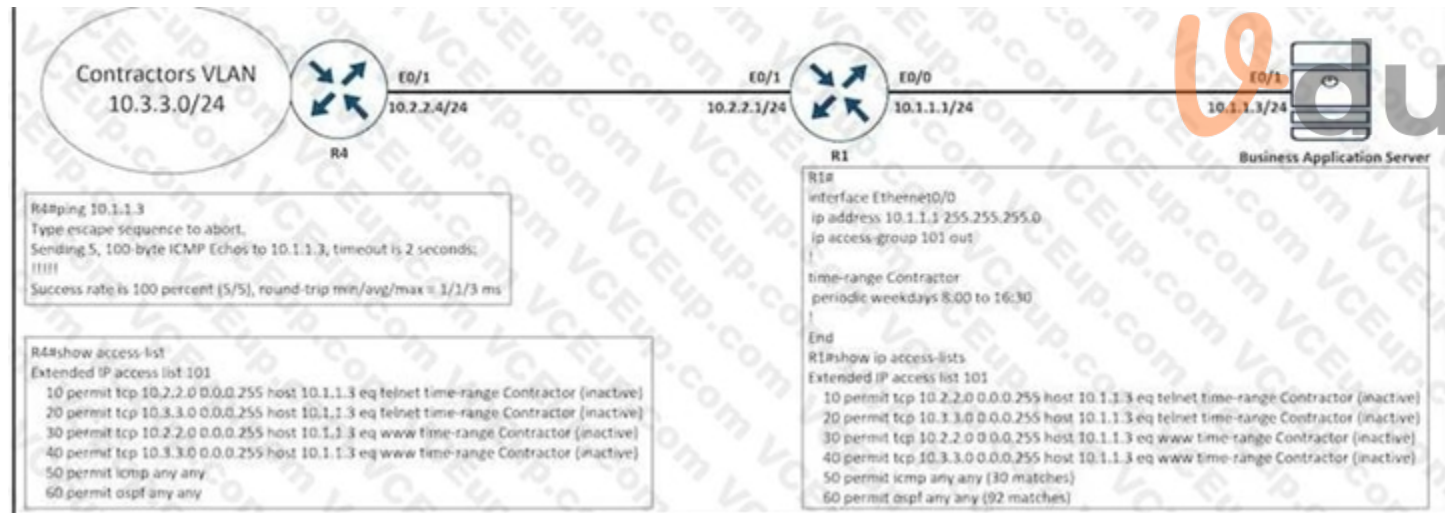 Contractors VLAN
10.3.3.0/24
E0/1
10.2.2.4/24
R4
E0/1
10.2.2.1/24
R1
E0/0
10.1.1.1/24
E0/1
10.1.1.3/24
Business Application Server
du
R4#ping 10.1.1.3
Type escape sequence to abort.
Sending 5, 100-byte ICMP Echos to 10.1.1.3, timeout is 2 seconds:
!!!!!
Success rate is 100 percent (5/5), round-trip min/avg/max = 1/1/3 ms
R4#show access-list
Extended IP access list 101
10 permit tcp 10.2.2.0 0.0.0.255 host 10.1.1.3 eq telnet time-range Contractor (inactive)
20 permit tcp 10.3.3.0 0.0.0.255 host 10.1.1.3 eq telnet time-range Contractor (inactive)
30 permit tcp 10.2.2.0 0.0.0.255 host 10.1.1.3 eq www time-range Contractor (inactive)
40 permit tcp 10.3.3.0 0.0.0.255 host 10.1.1.3 eq www time-range Contractor (inactive)
50 permit icmp any any
60 permit ospf any any
R1#
interface Ethernet0/0
ip address 10.1.1.1 255.255.255.0
ip access-group 101 out
!
time-range Contractor
periodic weekdays 8:00 to 16:30
!
End
R1#show ip access-lists
Extended IP access list 101
10 permit tcp 10.2.2.0 0.0.0.255 host 10.1.1.3 eq telnet time-range Contractor (inactive)
20 permit tcp 10.3.3.0 0.0.0.255 host 10.1.1.3 eq telnet time-range Contractor (inactive)
30 permit tcp 10.2.2.0 0.0.0.255 host 10.1.1.3 eq www time-range Contractor (inactive)
40 permit tcp 10.3.3.0 0.0.0.255 host 10.1.1.3 eq www time-range Contractor (inactive)
50 permit icmp any any (30 matches)
60 permit ospf any any (92 matches)
VCEup.com